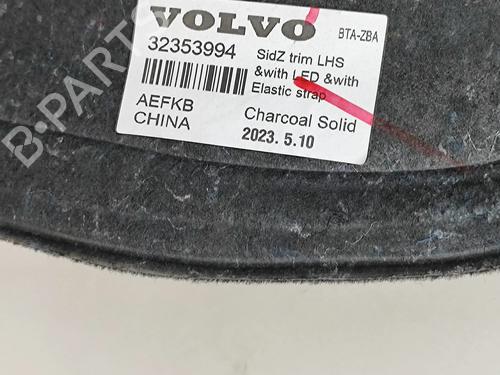 VOLVO
BTA-ZBA
32353994
SidZ trim LHS
&with LED &with
Elastic strap
AEFKB
CHINA
Charcoal Solid
2023. 5.10
B-PARTS